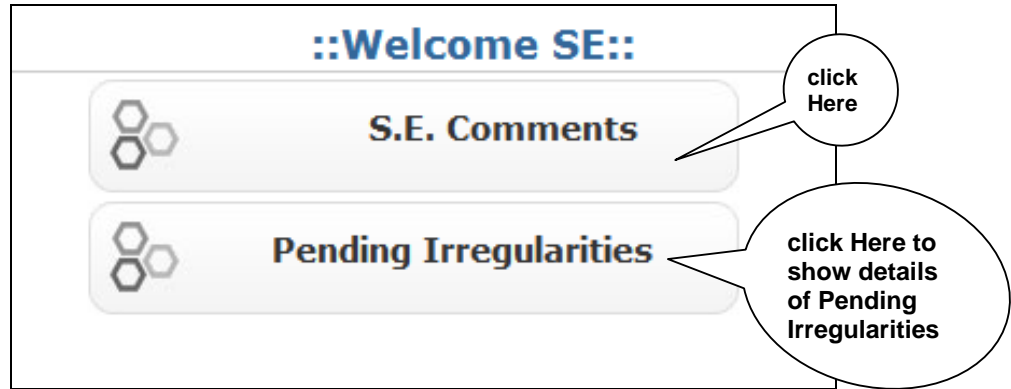 ::Welcome SE::
click
Here
S.E. Comments
Pending Irregularities
click Here to
show details
of Pending
Irregularities